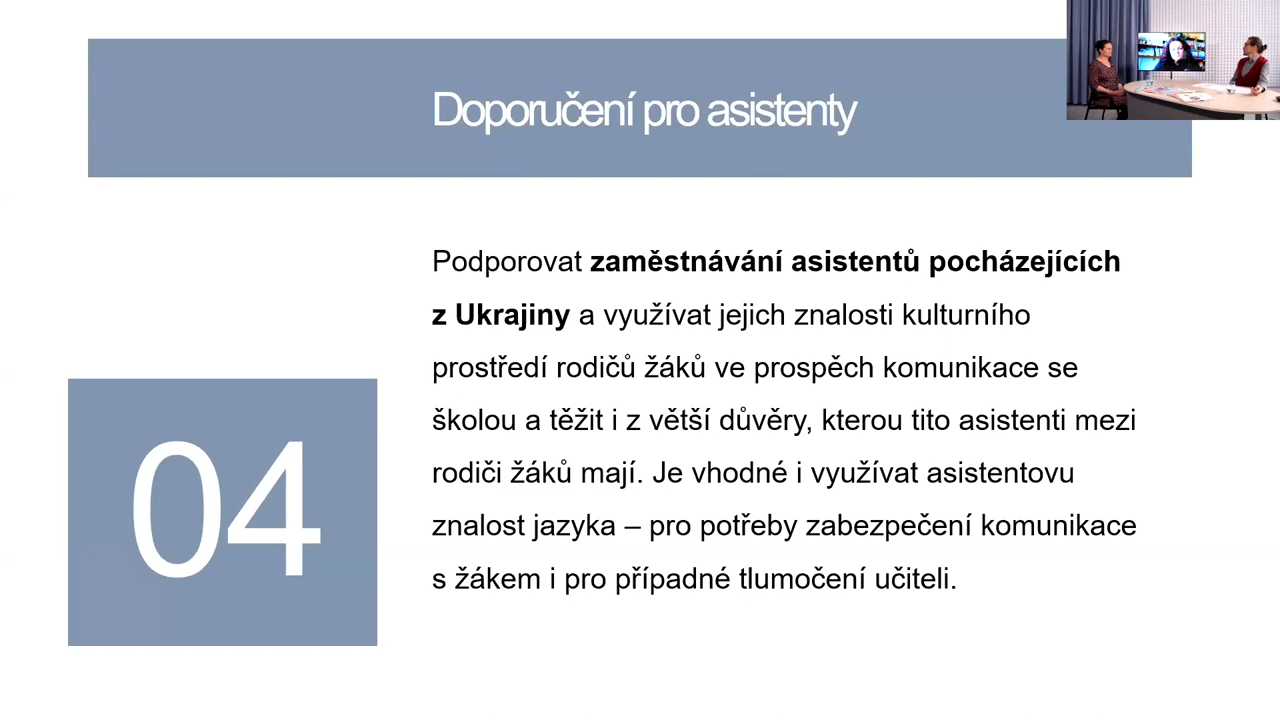 Doporučení pro asistenty
Podporovat zaměstnávání asistentů pocházejících
z Ukrajiny a využívat jejich znalosti kulturního
prostředí rodičů žáků ve prospěch komunikace se
školou a těžit i z větší důvěry, kterou tito asistenti mezi
rodiči žáků mají. Je vhodné i využívat asistentovu
znalost jazyka – pro potřeby zabezpečení komunikace
s žákem i pro případné tlumočení učiteli.
04